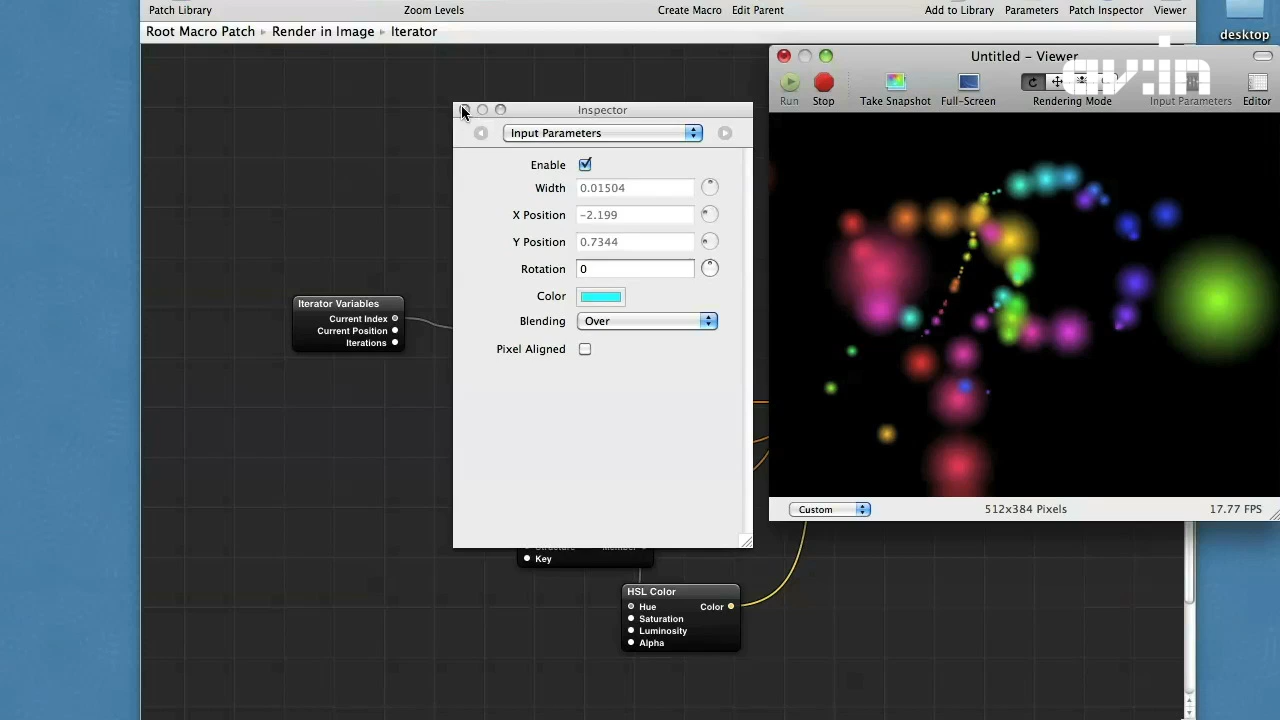 Patch Library Zoom Levels Create Macro Edit Parent Add to Library Parameters Patch Inspector Viewer
Root Macro Patch Render in Image Iterator
desktop
Untitled – Viewer
av:in
Run Stop Take Snapshot Full-Screen Rendering Mode Input Parameters Editor
Inspector
Input Parameters
Enable
Width 0.01504
X Position -2.199
Y Position 0.7344
Rotation 0
Color
Blending Over
Pixel Aligned
Iterator Variables
Current Index
Current Position
Iterations
Custom 512x384 Pixels 17.77 FPS
Structure Member
Key
HSL Color
Hue Color
Saturation
Luminosity
Alpha